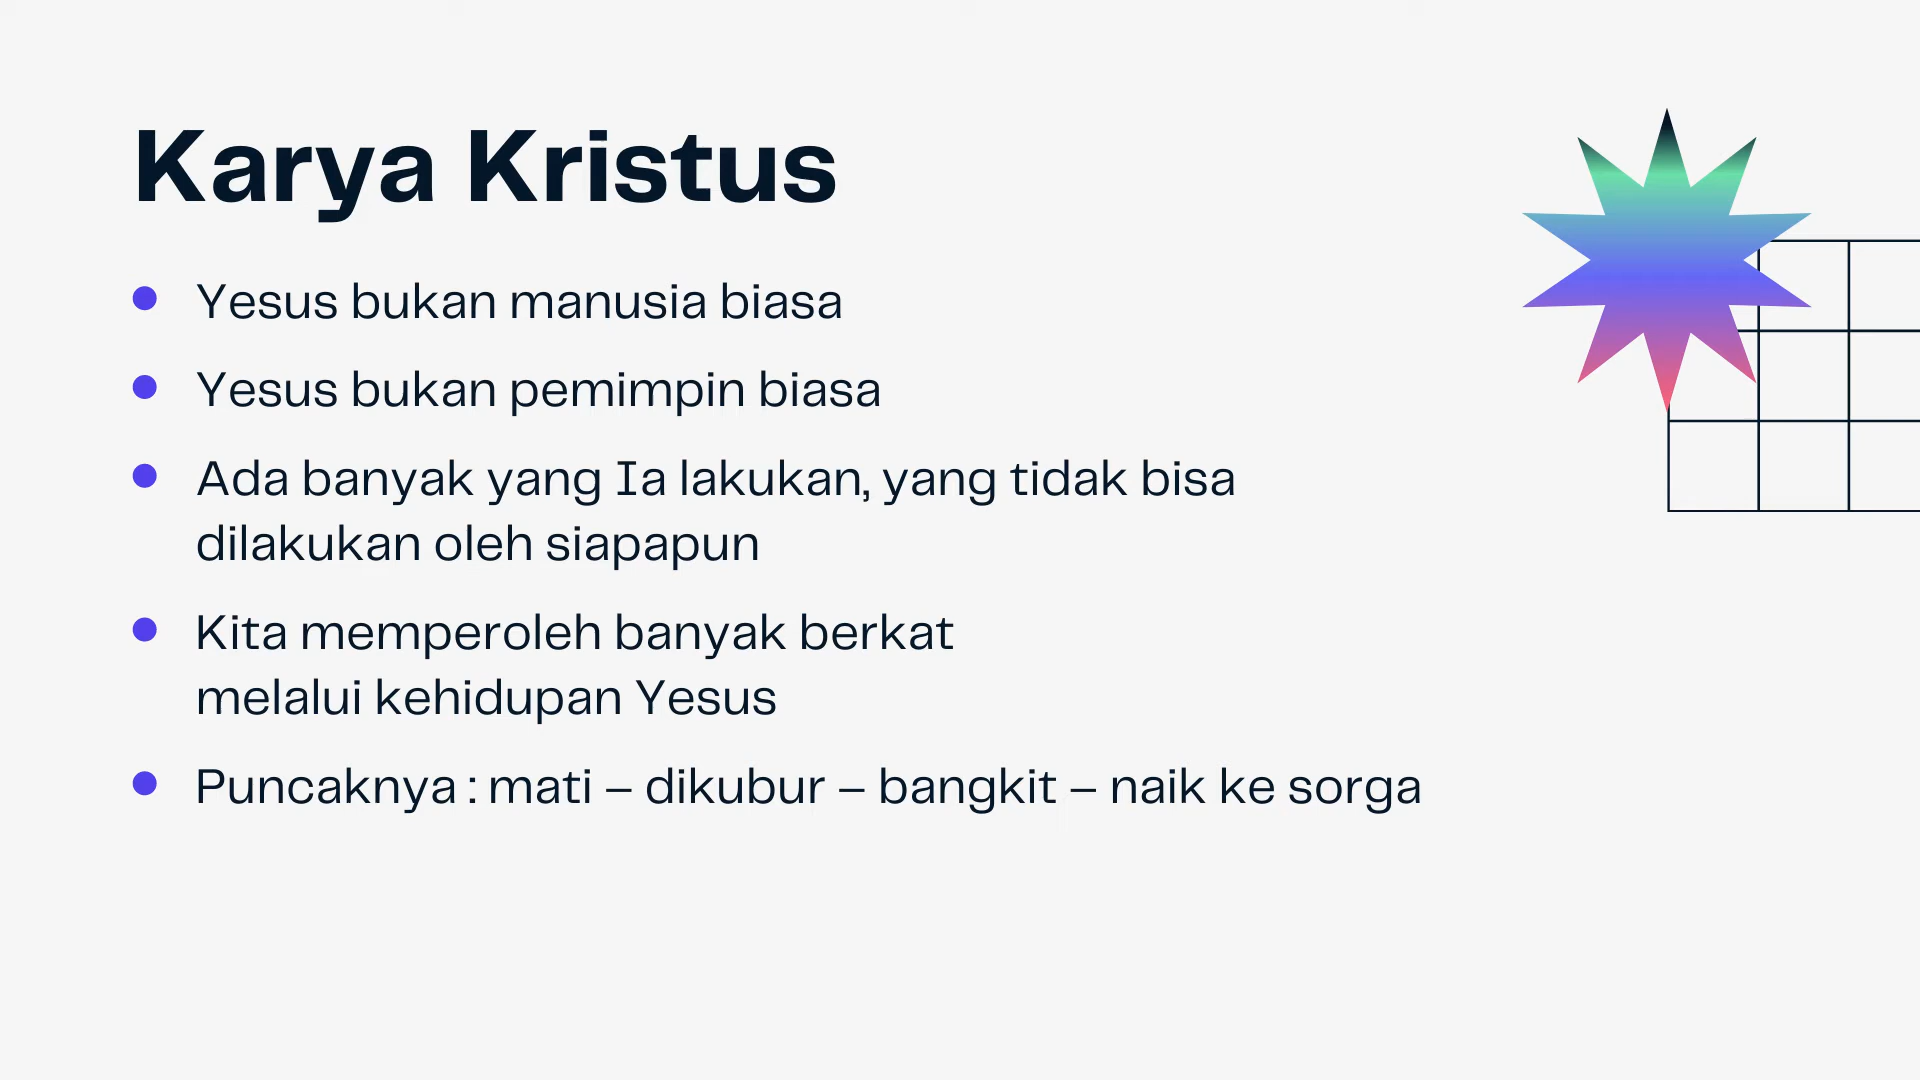 Karya Kristus
Yesus bukan manusia biasa
Yesus bukan pemimpin biasa
Ada banyak yang Ia lakukan, yang tidak bisa
dilakukan oleh siapapun
Kita memperoleh banyak berkat
melalui kehidupan Yesus
Puncaknya : mati – dikubur – bangkit – naik ke sorga